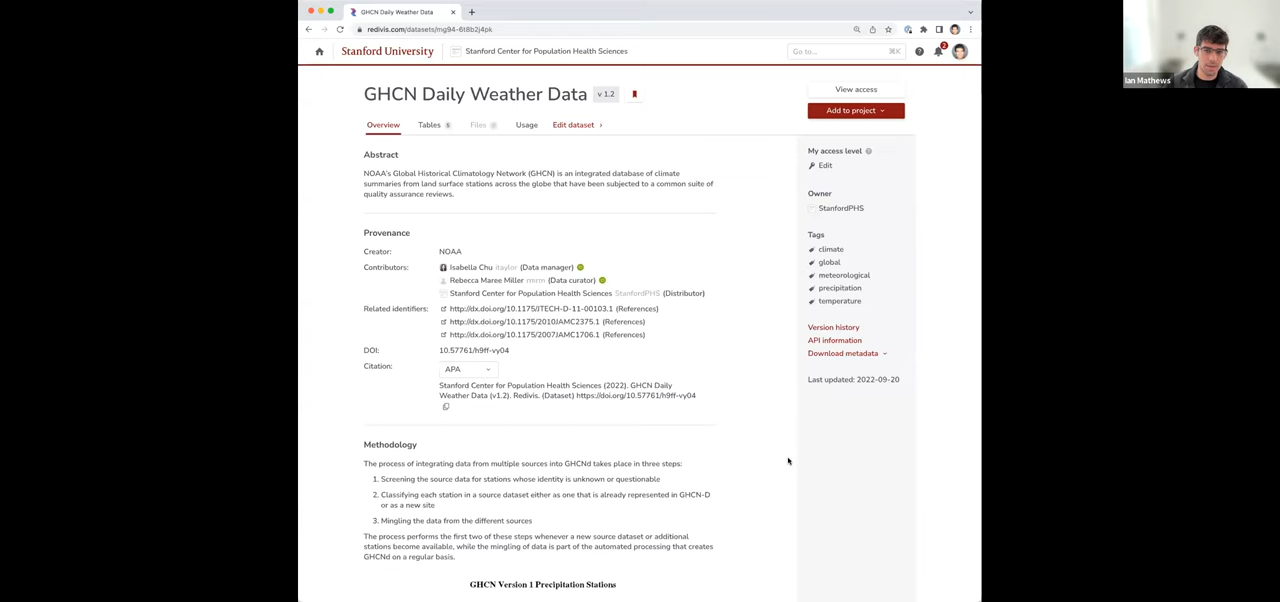 GHCN Daily Weather Data
redivis.com/datasets/mg94-6t8b2j4pk
Stanford University
Stanford Center for Population Health Sciences
Go to...
⌘K
2
Ian Mathews
GHCN Daily Weather Data
v 1.2
View access
Add to project
Overview
Tables 5
Files
Usage
Edit dataset
Abstract
NOAA's Global Historical Climatology Network (GHCN) is an integrated database of climate
summaries from land surface stations across the globe that have been subjected to a common suite of
quality assurance reviews.
Provenance
Creator: NOAA
Contributors: Isabella Chu itaylor (Data manager)
Rebecca Maree Miller rmrm (Data curator)
Stanford Center for Population Health Sciences StanfordPHS (Distributor)
Related identifiers: http://dx.doi.org/10.1175/JTECH-D-11-00103.1 (References)
http://dx.doi.org/10.1175/2010JAMC2375.1 (References)
http://dx.doi.org/10.1175/2007JAMC1706.1 (References)
DOI: 10.57761/h9ff-vy04
Citation: APA
Stanford Center for Population Health Sciences (2022). GHCN Daily
Weather Data (v1.2). Redivis. (Dataset) https://doi.org/10.57761/h9ff-vy04
Methodology
The process of integrating data from multiple sources into GHCNd takes place in three steps:
1. Screening the source data for stations whose identity is unknown or questionable
2. Classifying each station in a source dataset either as one that is already represented in GHCN-D
or as a new site
3. Mingling the data from the different sources
The process performs the first two of these steps whenever a new source dataset or additional
stations become available, while the mingling of data is part of the automated processing that creates
GHCNd on a regular basis.
GHCN Version 1 Precipitation Stations
My access level
Edit
Owner
StanfordPHS
Tags
climate
global
meteorological
precipitation
temperature
Version history
API information
Download metadata
Last updated: 2022-09-20